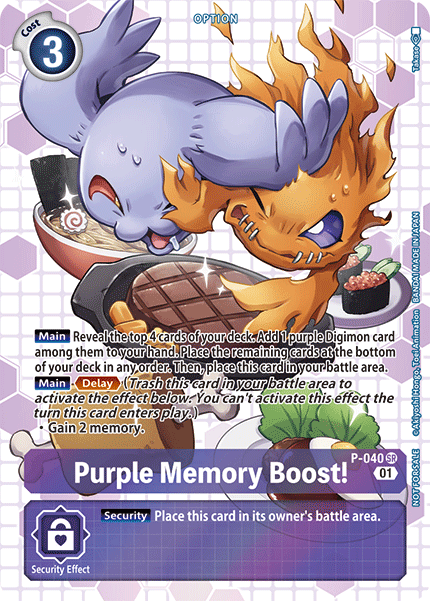 OPTION
Cost
3
Takase
Main Reveal the top 4 cards of your deck. Add 1 purple Digimon card
among them to your hand. Place the remaining cards at the bottom
of your deck in any order. Then, place this card in your battle area.
Main Delay (Trash this card in your battle area to
activate the effect below. You can't activate this effect the
turn this card enters play.)
• Gain 2 memory.
©Akiyoshi Hongo, Toei Animation BANDAI MADE IN JAPAN
NOT FOR SALE
P-040 SR
Purple Memory Boost! 01
Security Place this card in its owner's battle area.
Security Effect